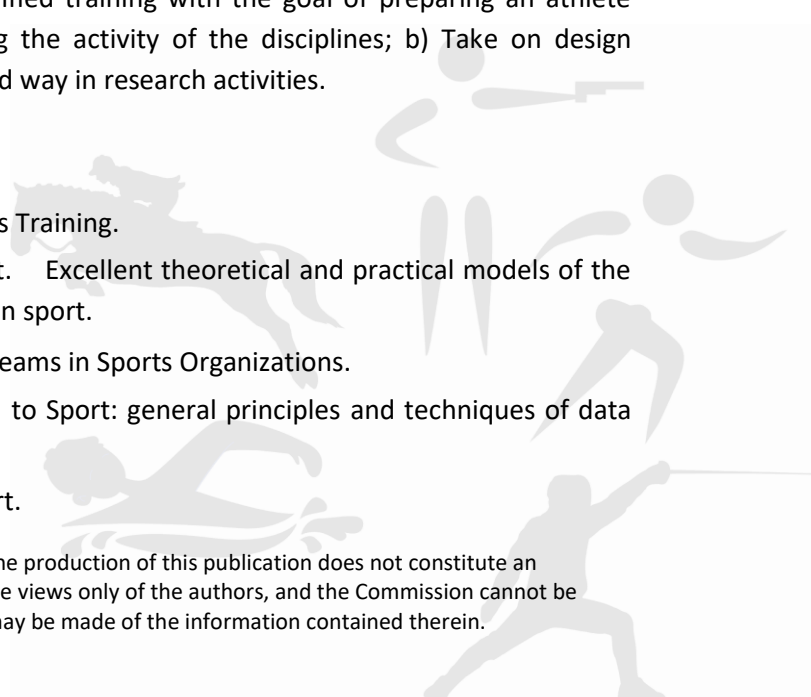 ined training with the goal of preparing an athlete
g the activity of the disciplines; b) Take on design
d way in research activities.
s Training.
t. Excellent theoretical and practical models of the
n sport.
eams in Sports Organizations.
to Sport: general principles and techniques of data
rt.
ne production of this publication does not constitute an
e views only of the authors, and the Commission cannot be
nay be made of the information contained therein.